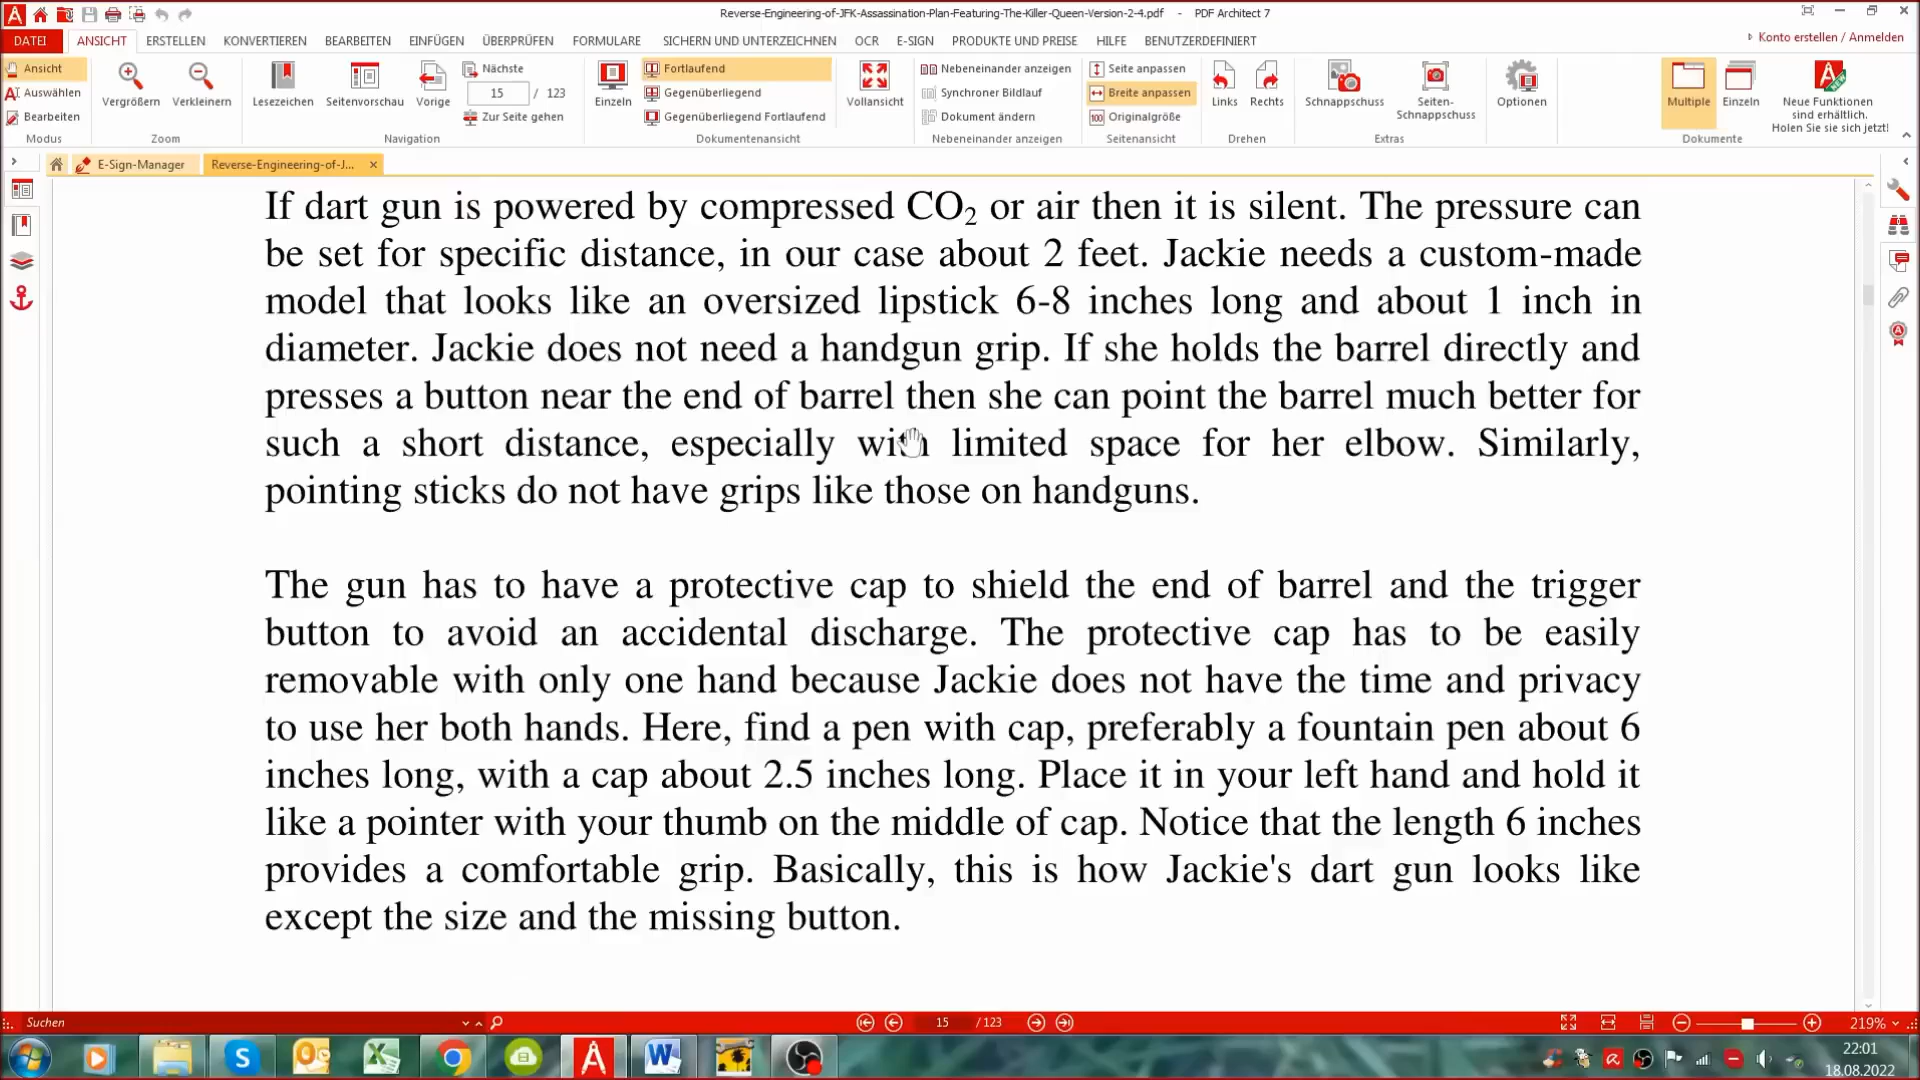 Reverse-Engineering-of-JFK-Assassination-Plan-Featuring-The-Killer-Queen-Version-2-4.pdf - PDF Architect 7
DATEI ANSICHT ERSTELLEN KONVERTIEREN BEARBEITEN EINFÜGEN ÜBERPRÜFEN FORMULARE SICHERN UND UNTERZEICHNEN OCR E-SIGN PRODUKTE UND PREISE HILFE BENUTZERDEFINIERT Konto erstellen / Anmelden
Ansicht
Auswählen
Bearbeiten
Modus
Vergrößern Verkleinern
Zoom
Lesezeichen Seitenvorschau Vorige
Nächste
15 / 123
Zur Seite gehen
Navigation
Einzeln
Fortlaufend
Gegenüberliegend
Gegenüberliegend Fortlaufend
Dokumentansicht
Vollansicht
Nebeneinander anzeigen
Synchroner Bildlauf
Dokument ändern
Nebeneinander anzeigen
Seite anpassen
Breite anpassen
100 Originalgröße
Seitenansicht
Links Rechts
Drehen
Schnappschuss
Seiten-
Schnappschuss
Extras
Optionen
Multiple Einzeln
Neue Funktionen
sind erhältlich.
Holen Sie sie sich jetzt!
Dokumente
E-Sign-Manager Reverse-Engineering-of-J...
If dart gun is powered by compressed CO₂ or air then it is silent. The pressure can
be set for specific distance, in our case about 2 feet. Jackie needs a custom-made
model that looks like an oversized lipstick 6-8 inches long and about 1 inch in
diameter. Jackie does not need a handgun grip. If she holds the barrel directly and
presses a button near the end of barrel then she can point the barrel much better for
such a short distance, especially with limited space for her elbow. Similarly,
pointing sticks do not have grips like those on handguns.
The gun has to have a protective cap to shield the end of barrel and the trigger
button to avoid an accidental discharge. The protective cap has to be easily
removable with only one hand because Jackie does not have the time and privacy
to use her both hands. Here, find a pen with cap, preferably a fountain pen about 6
inches long, with a cap about 2.5 inches long. Place it in your left hand and hold it
like a pointer with your thumb on the middle of cap. Notice that the length 6 inches
provides a comfortable grip. Basically, this is how Jackie's dart gun looks like
except the size and the missing button.
Suchen 15 / 123 219%
22:01
18.08.2022